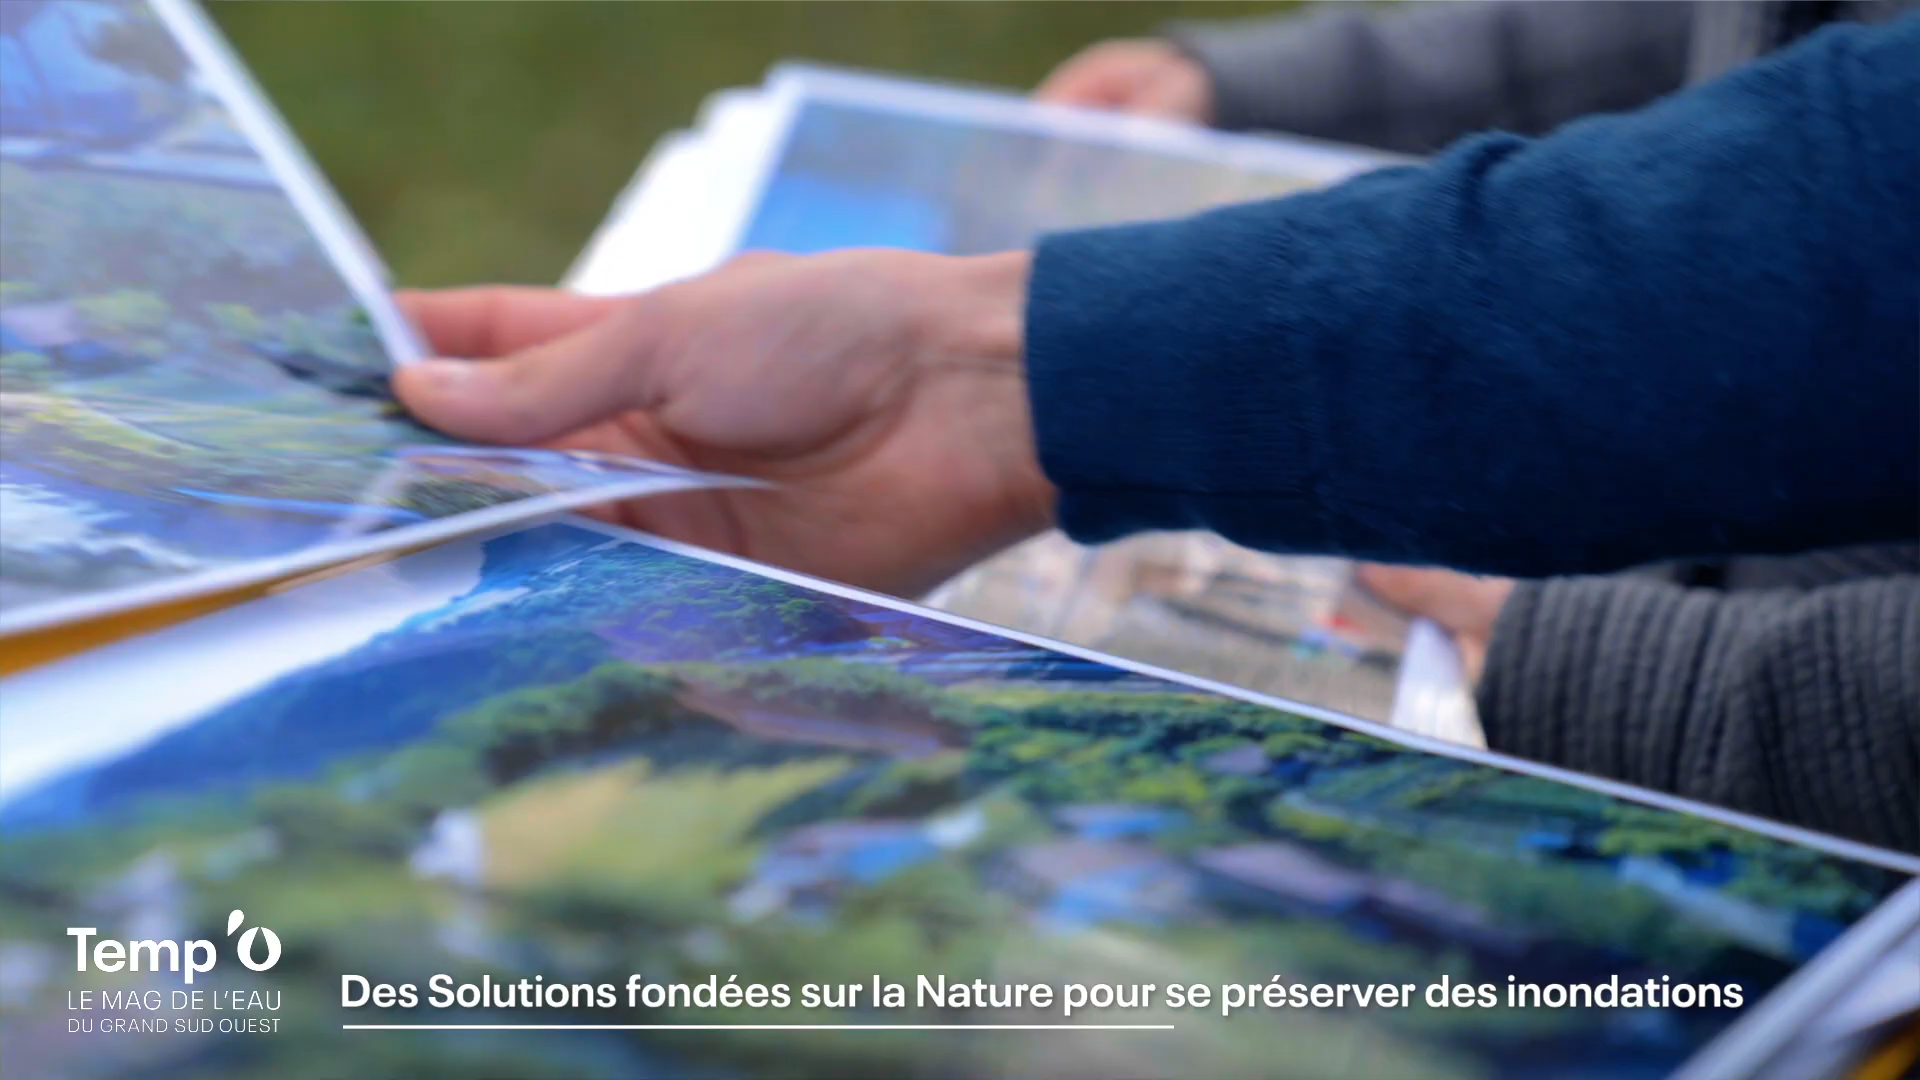 Temp'O
LE MAG DE L'EAU
DU GRAND SUD OUEST
Des Solutions fondées sur la Nature pour se préserver des inondations